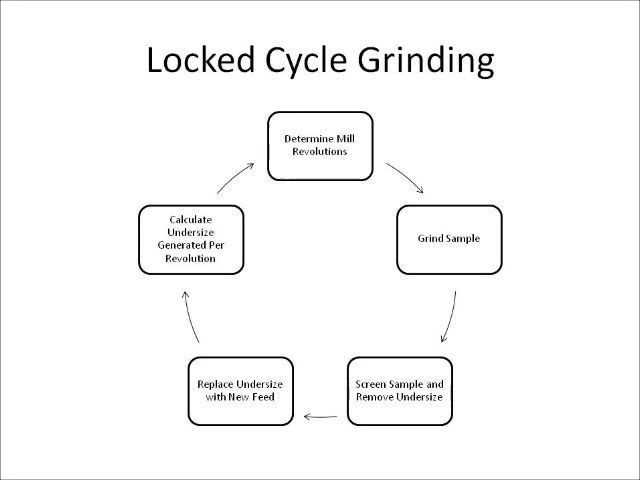 Locked Cycle Grinding
Determine Mill
Revolutions
Grind Sample
Screen Sample and
Remove Undersize
Replace Undersize
with New Feed
Calculate
Undersize
Generated Per
Revolution